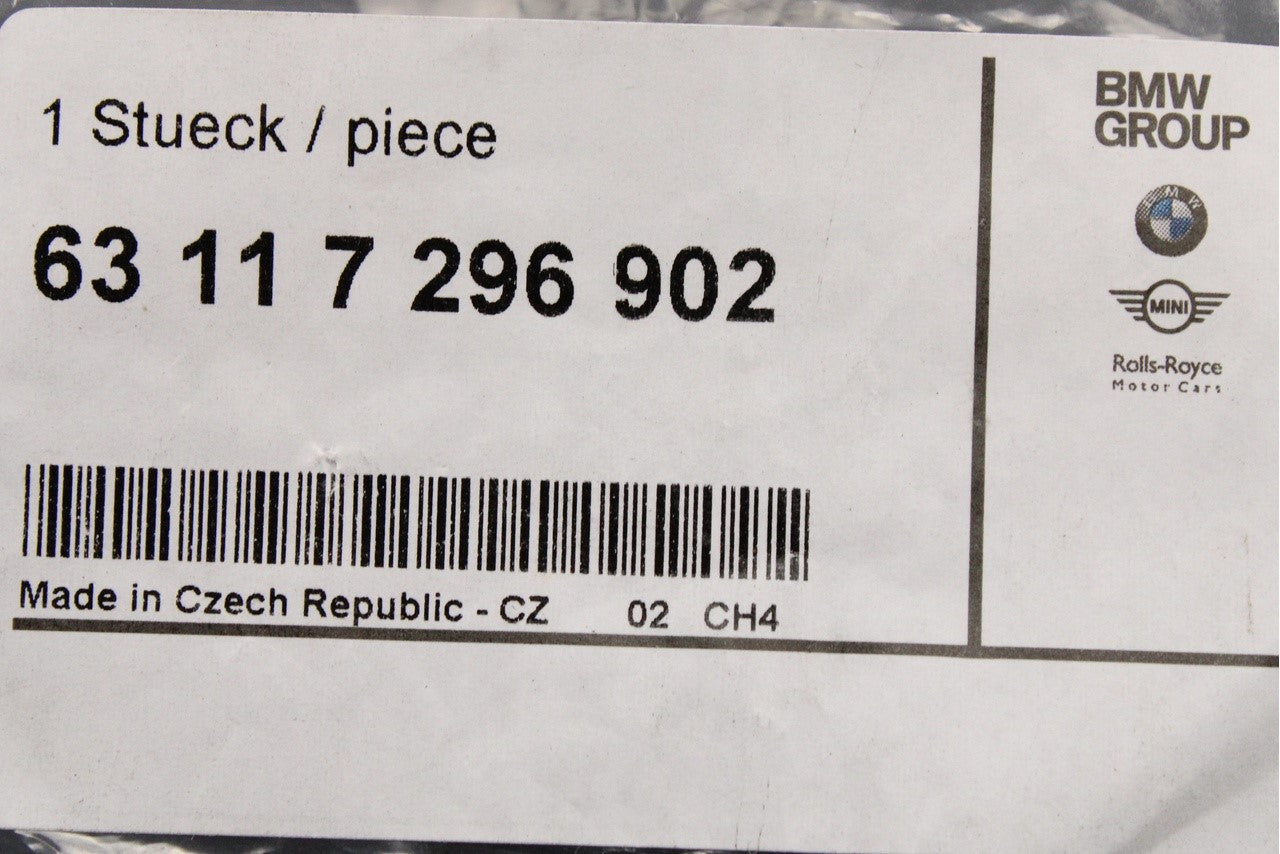 1 Stueck / piece
63 11 7 296 902
Made in Czech Republic - CZ 02 CH4
BMW
GROUP
BMW
MINI
Rolls-Royce
Motor Cars